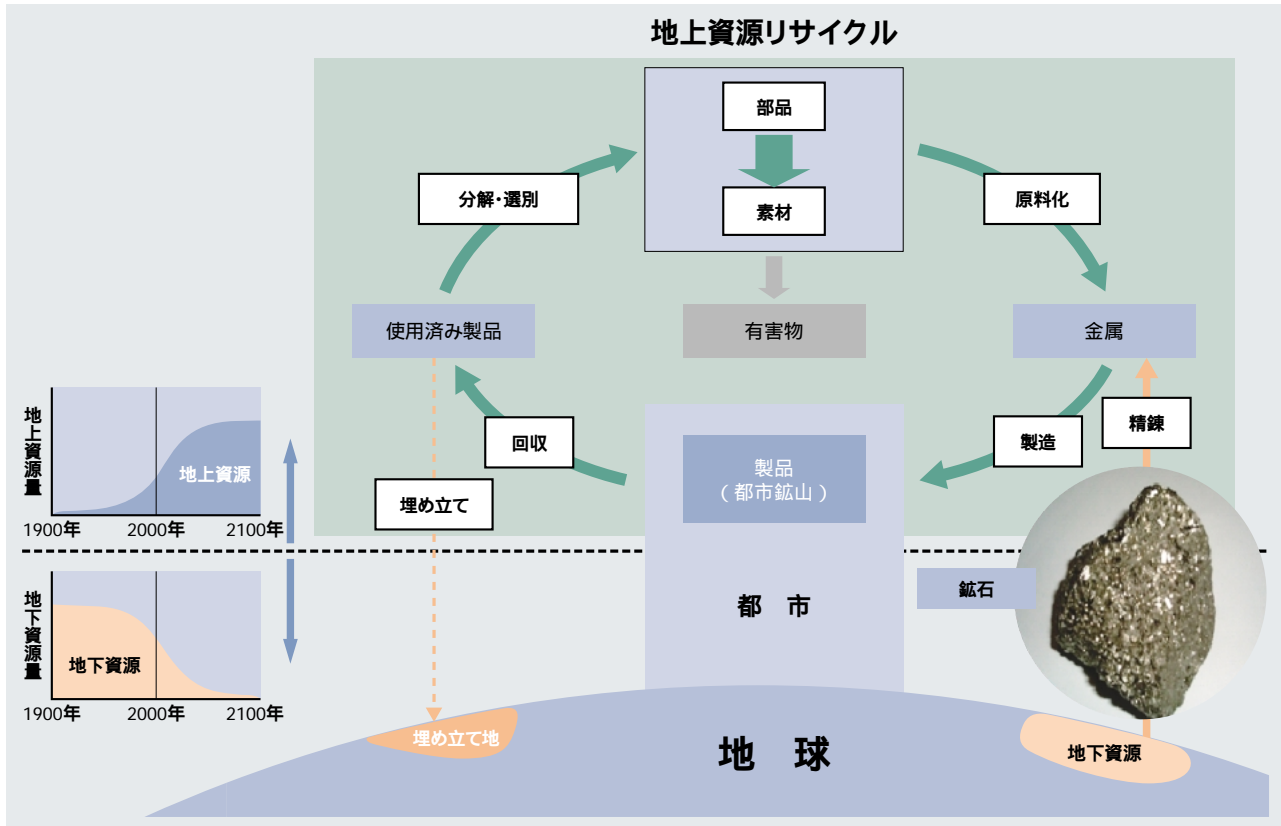 地上資源リサイクル
部品
分解・選別
素材
原料化
使用済み製品
有害物
金属
回収
製品
（都市鉱山）
製造
精錬
埋め立て
地上資源量
地上資源
1900年
2000年
2100年
鉱石
都 市
地下資源量
地下資源
1900年
2000年
2100年
埋め立て地
地 球
地下資源